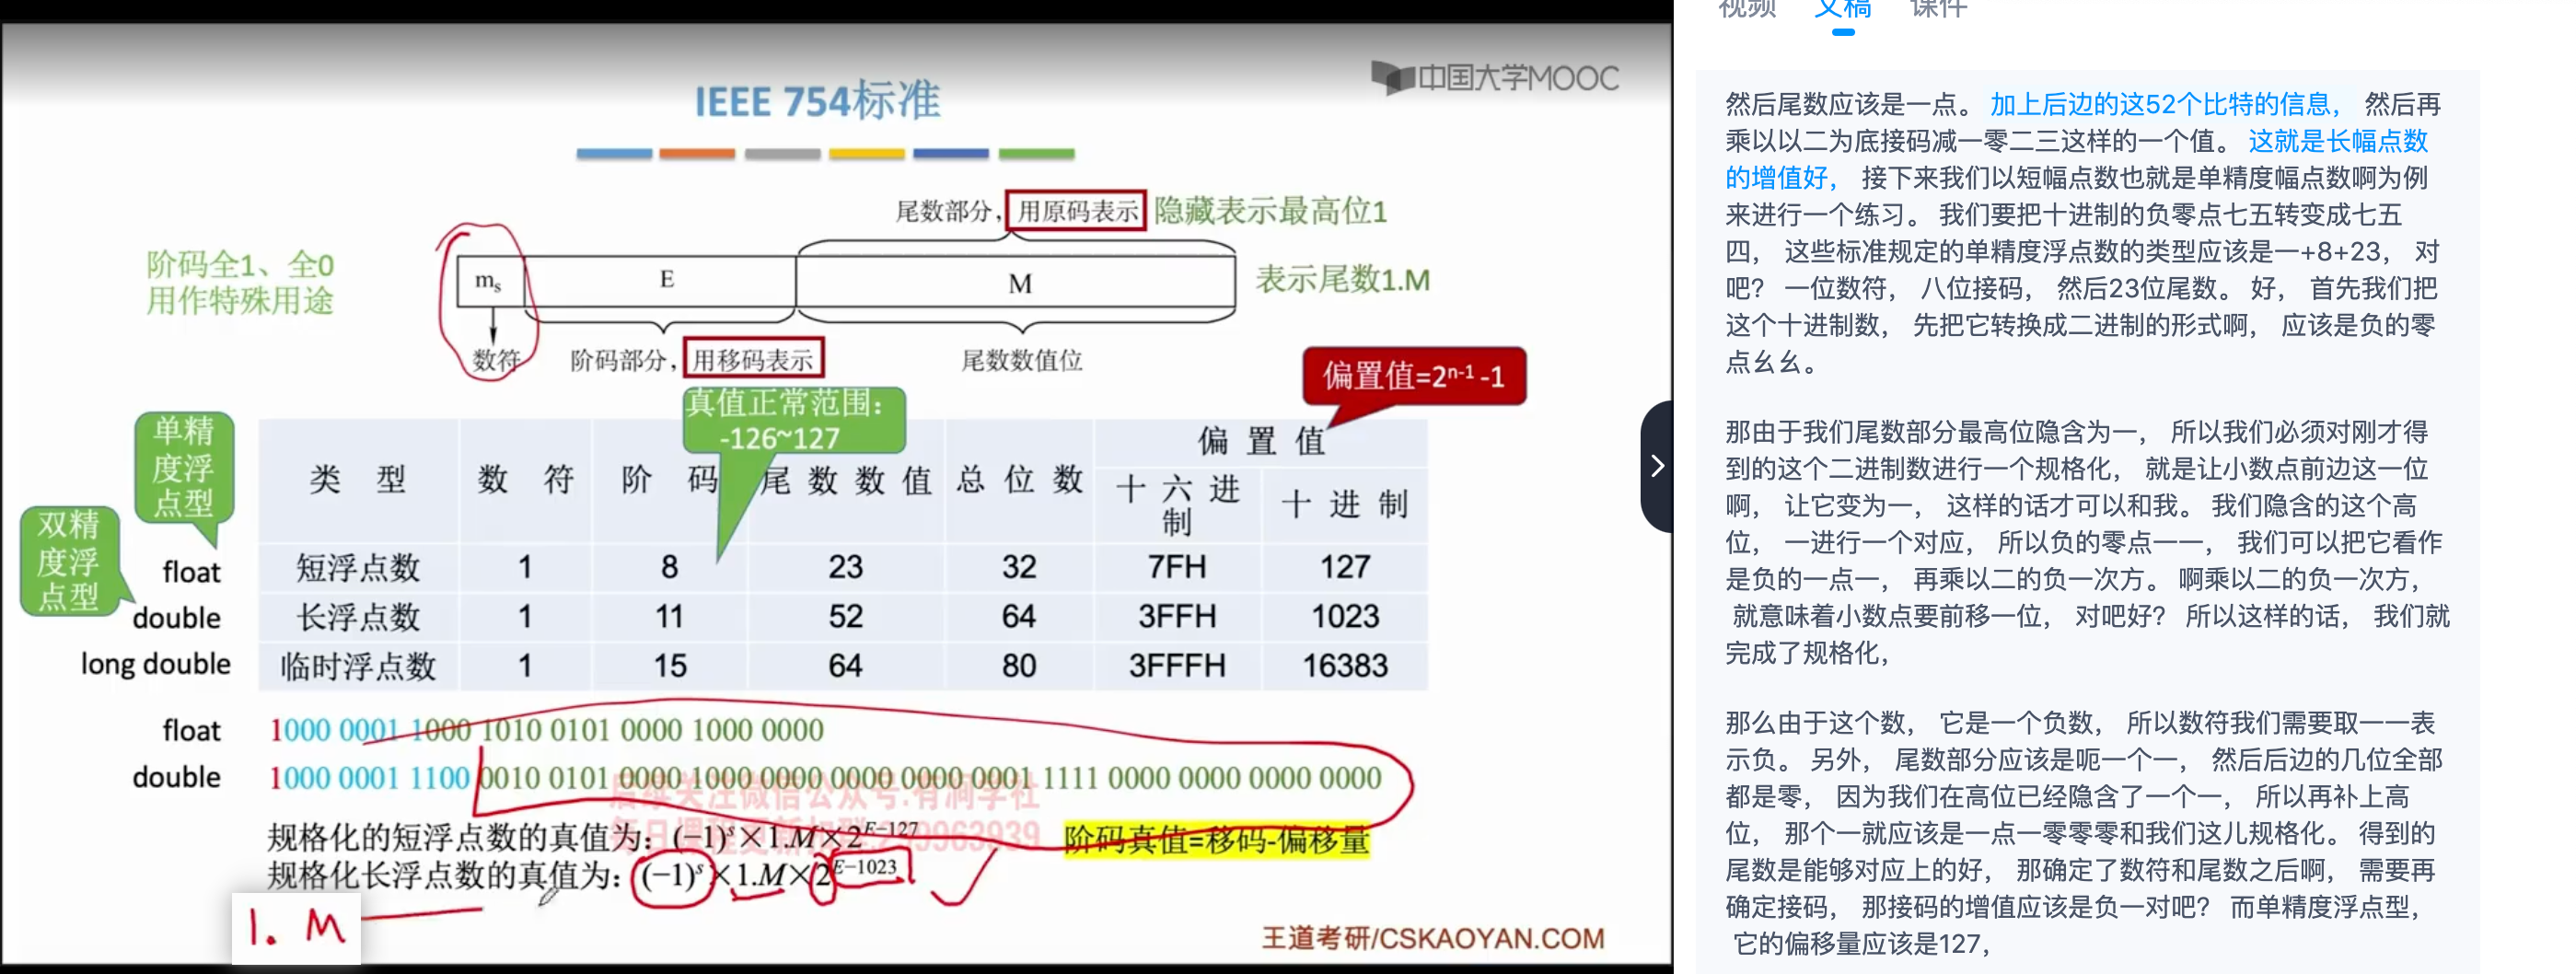 中国大学MOOC
IEEE 754标准
尾数部分，用原码表示 隐藏表示最高位1
阶码全1、全0
用作特殊用途
ms E M
表示尾数1.M
数符
阶码部分，用移码表示
尾数数值位
偏置值=2ⁿ⁻¹ -1
真值正常范围：
-126~127
单精
度浮
点型
双精
度浮
点型
类 型 数 符 阶 码 尾数数值 总位数 偏 置 值
十六进制 十进制
float 短浮点数 1 8 23 32 7FH 127
double 长浮点数 1 11 52 64 3FFH 1023
long double 临时浮点数 1 15 64 80 3FFFH 16383
float 1000 0001 1000 1010 0101 0000 1000 0000
double 1000 0001 1100 0010 0101 0000 1000 0000 0000 0000 0001 1111 0000 0000 0000 0000
规格化的短浮点数的真值为：(−1)ˢ×1.M×2ᴱ⁻¹²⁷
阶码真值=移码-偏移量
规格化长浮点数的真值为：(−1)ˢ×1.M×2ᴱ⁻¹⁰²³
1. M
王道考研/CSKAOYAN.COM
视频 文稿 课件
然后尾数应该是一点。 加上后边的这52个比特的信息， 然后再
乘以以二为底接码减一零二三这样的一个值。 这就是长幅点数
的增值好， 接下来我们以短幅点数也就是单精度幅点数啊为例
来进行一个练习。 我们要把十进制的负零点七五转变成七五
四， 这些标准规定的单精度浮点数的类型应该是一+8+23， 对
吧？ 一位数符， 八位接码， 然后23位尾数。 好， 首先我们把
这个十进制数， 先把它转换成二进制的形式啊， 应该是负的零
点幺幺。
那由于我们尾数部分最高位隐含为一， 所以我们必须对刚才得
到的这个二进制数进行一个规格化， 就是让小数点前边这一位
啊， 让它变为一， 这样的话才可以和我。 我们隐含的这个高
位， 一进行一个对应， 所以负的零点一一， 我们可以把它看作
是负的一点一， 再乘以二的负一次方。 啊乘以二的负一次方，
就意味着小数点要前移一位， 对吧好？ 所以这样的话， 我们就
完成了规格化，
那么由于这个数， 它是一个负数， 所以数符我们需要取一一表
示负。 另外， 尾数部分应该是呃一个一， 然后后边的几位全部
都是零， 因为我们在高位已经隐含了一个一， 所以再补上高
位， 那个一就应该是一点一零零零和我们这儿规格化。 得到的
尾数是能够对应上的好， 那确定了数符和尾数之后啊， 需要再
确定接码， 那接码的增值应该是负一对吧？ 而单精度浮点型，
它的偏移量应该是127，